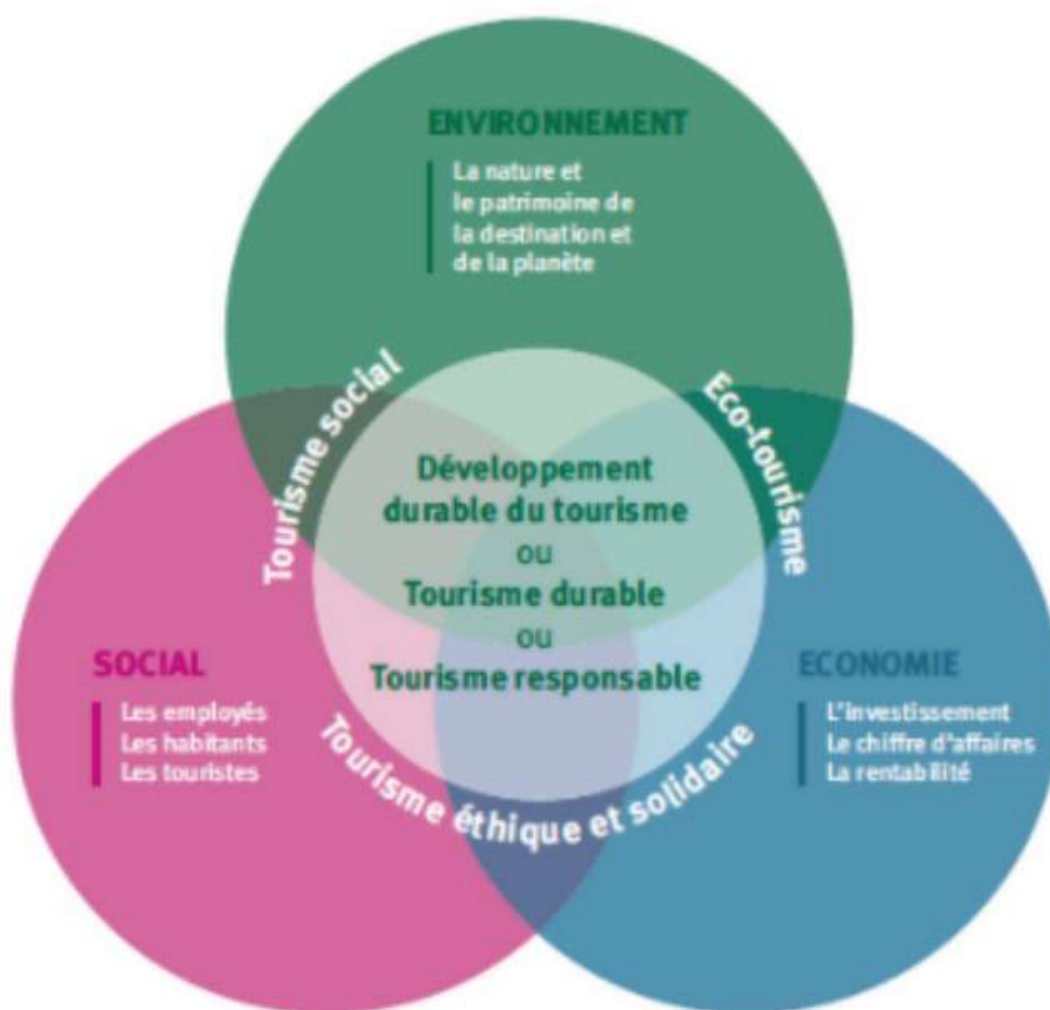 ENVIRONNEMENT
La nature et
le patrimoine de
la destination et
de la planète
Tourisme social
Eco-tourisme
Développement
durable du tourisme
ou
Tourisme durable
ou
Tourisme responsable
SOCIAL
Les employés
Les habitants
Les touristes
ECONOMIE
L'investissement
Le chiffre d'affaires
La rentabilité
Tourisme éthique et solidaire